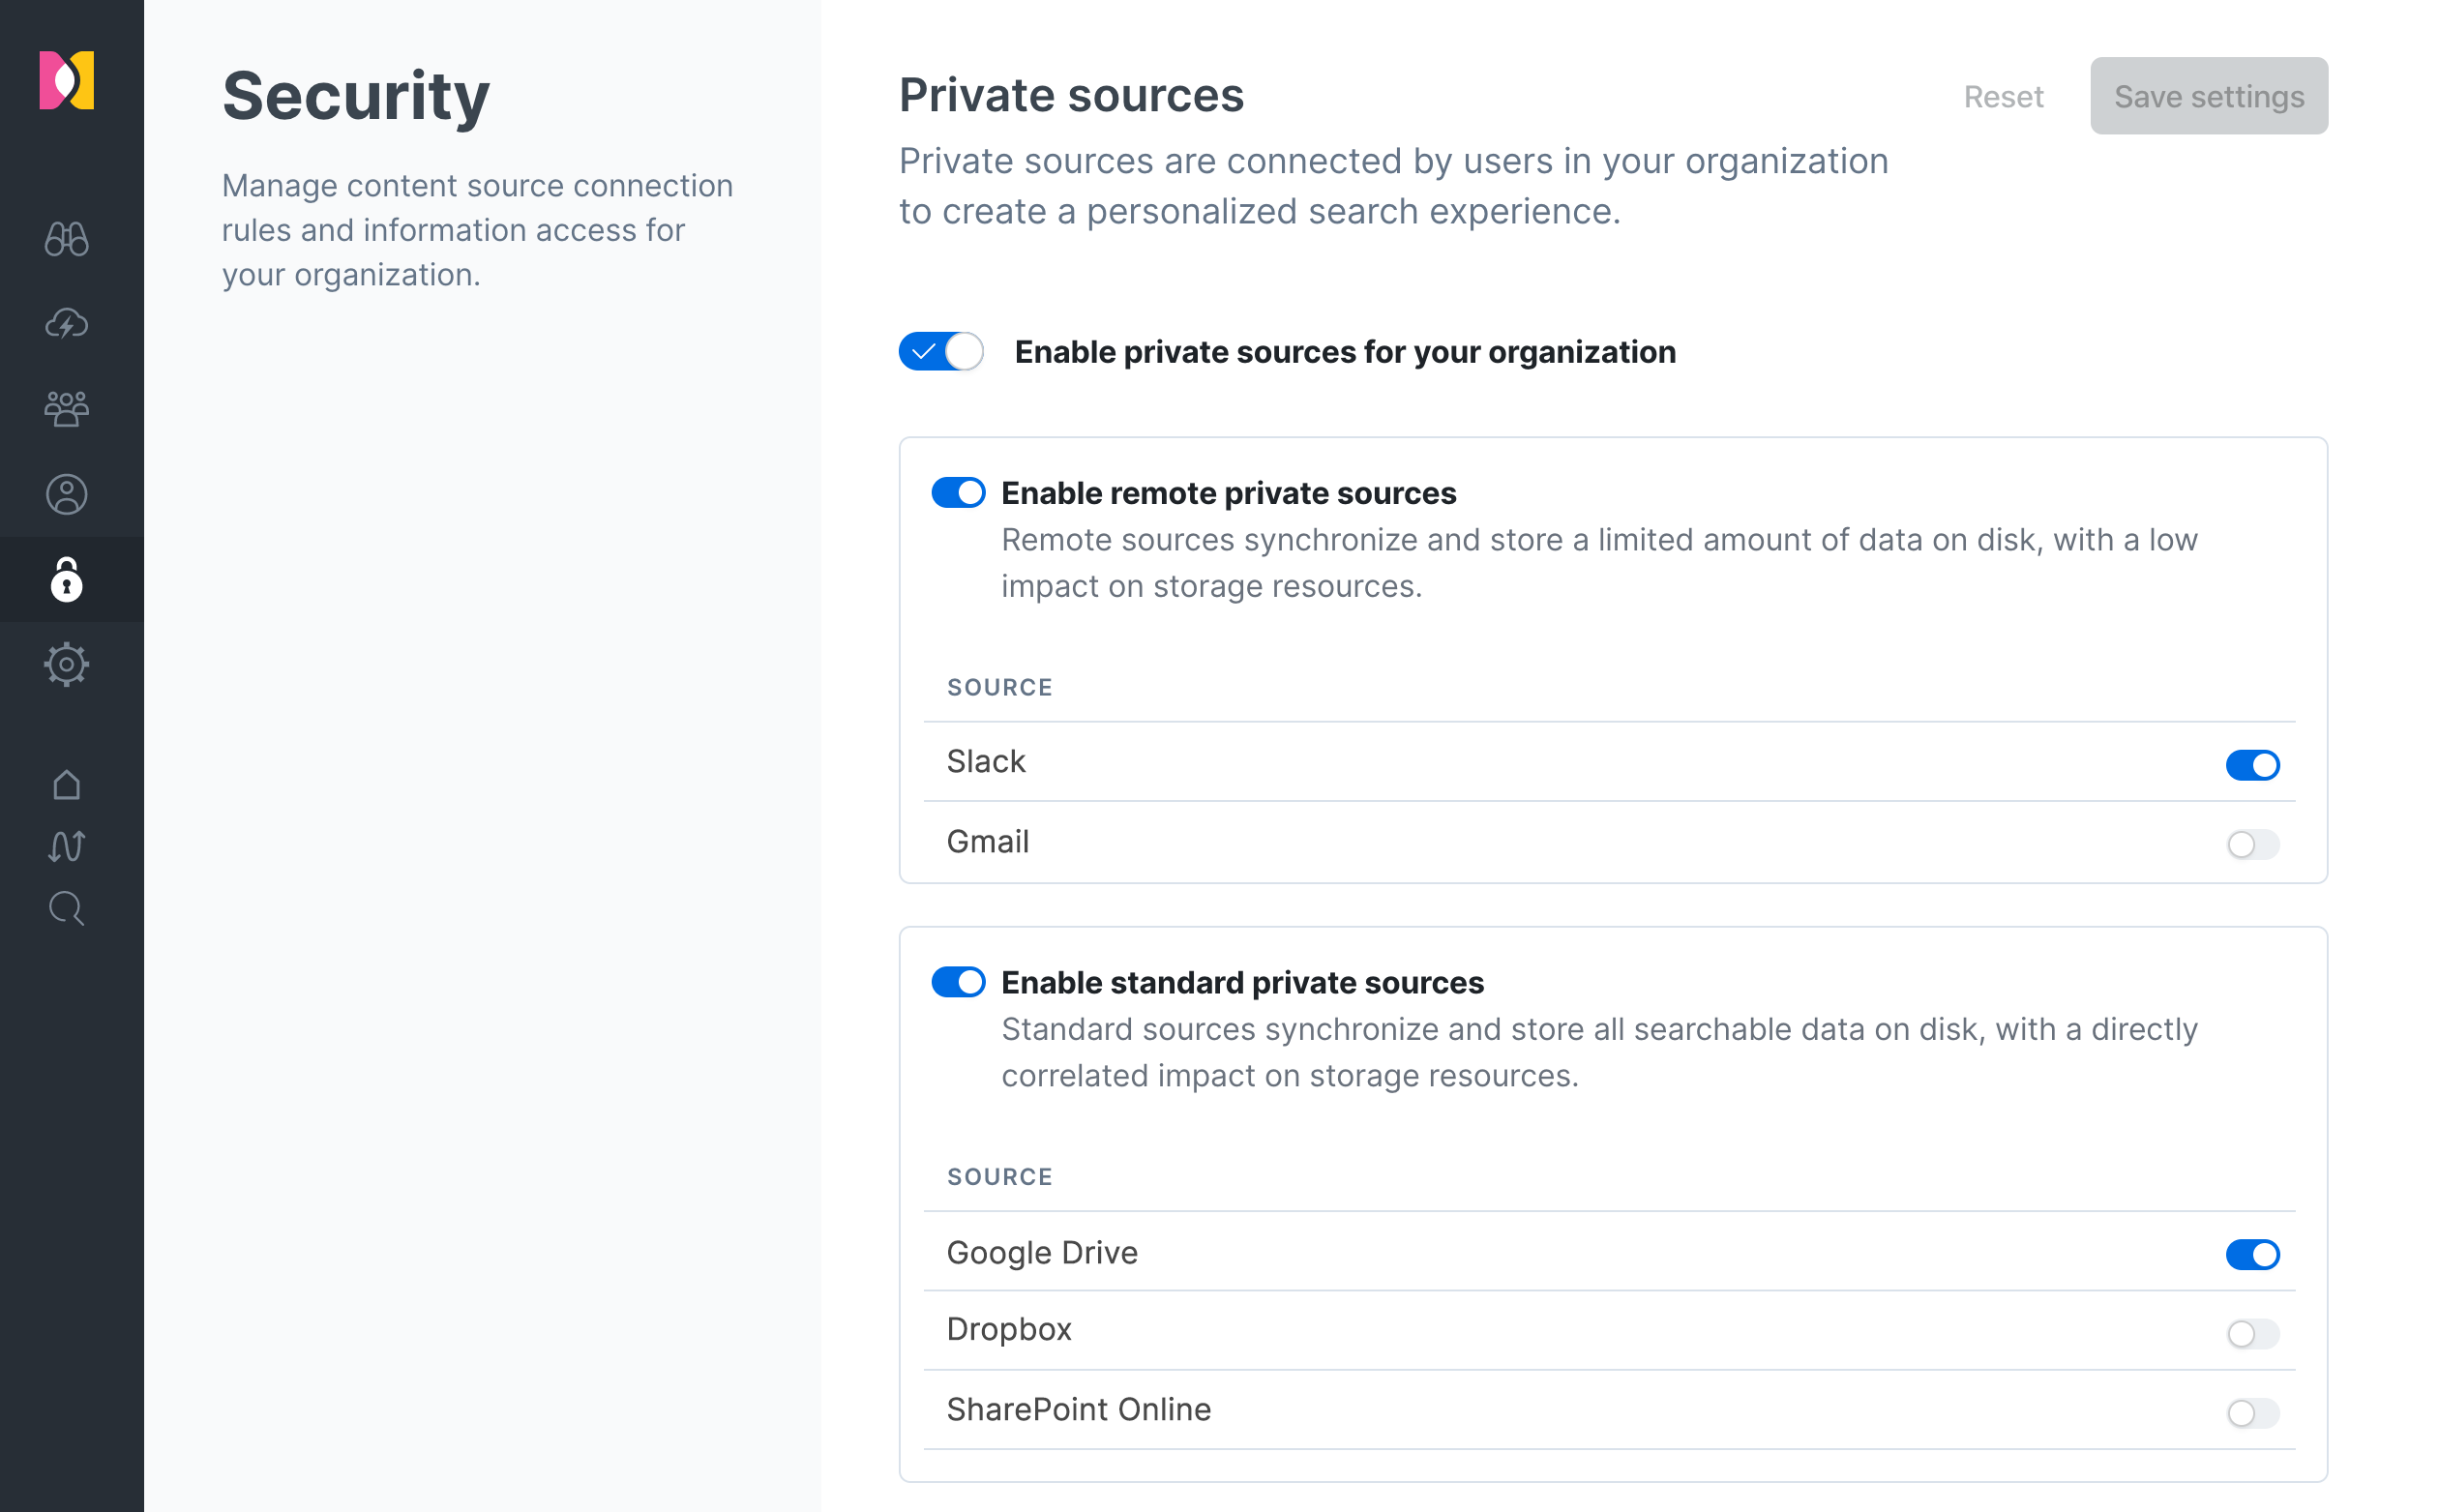 Security
Manage content source connection
rules and information access for
your organization.
Private sources
Reset
Save settings
Private sources are connected by users in your organization
to create a personalized search experience.
Enable private sources for your organization
Enable remote private sources
Remote sources synchronize and store a limited amount of data on disk, with a low
impact on storage resources.
SOURCE
Slack
Gmail
Enable standard private sources
Standard sources synchronize and store all searchable data on disk, with a directly
correlated impact on storage resources.
SOURCE
Google Drive
Dropbox
SharePoint Online